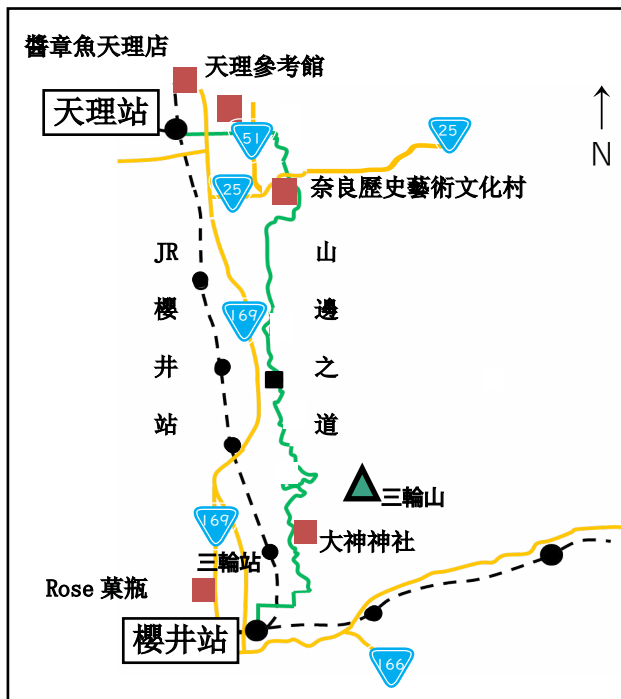 醬章魚天理店
天理參考館
天理站
51
25
N
25
奈良歷史藝術文化村
JR櫻井站
山邊之道
169
三輪山
169
大神神社
三輪站
Rose 菓瓶
櫻井站
166